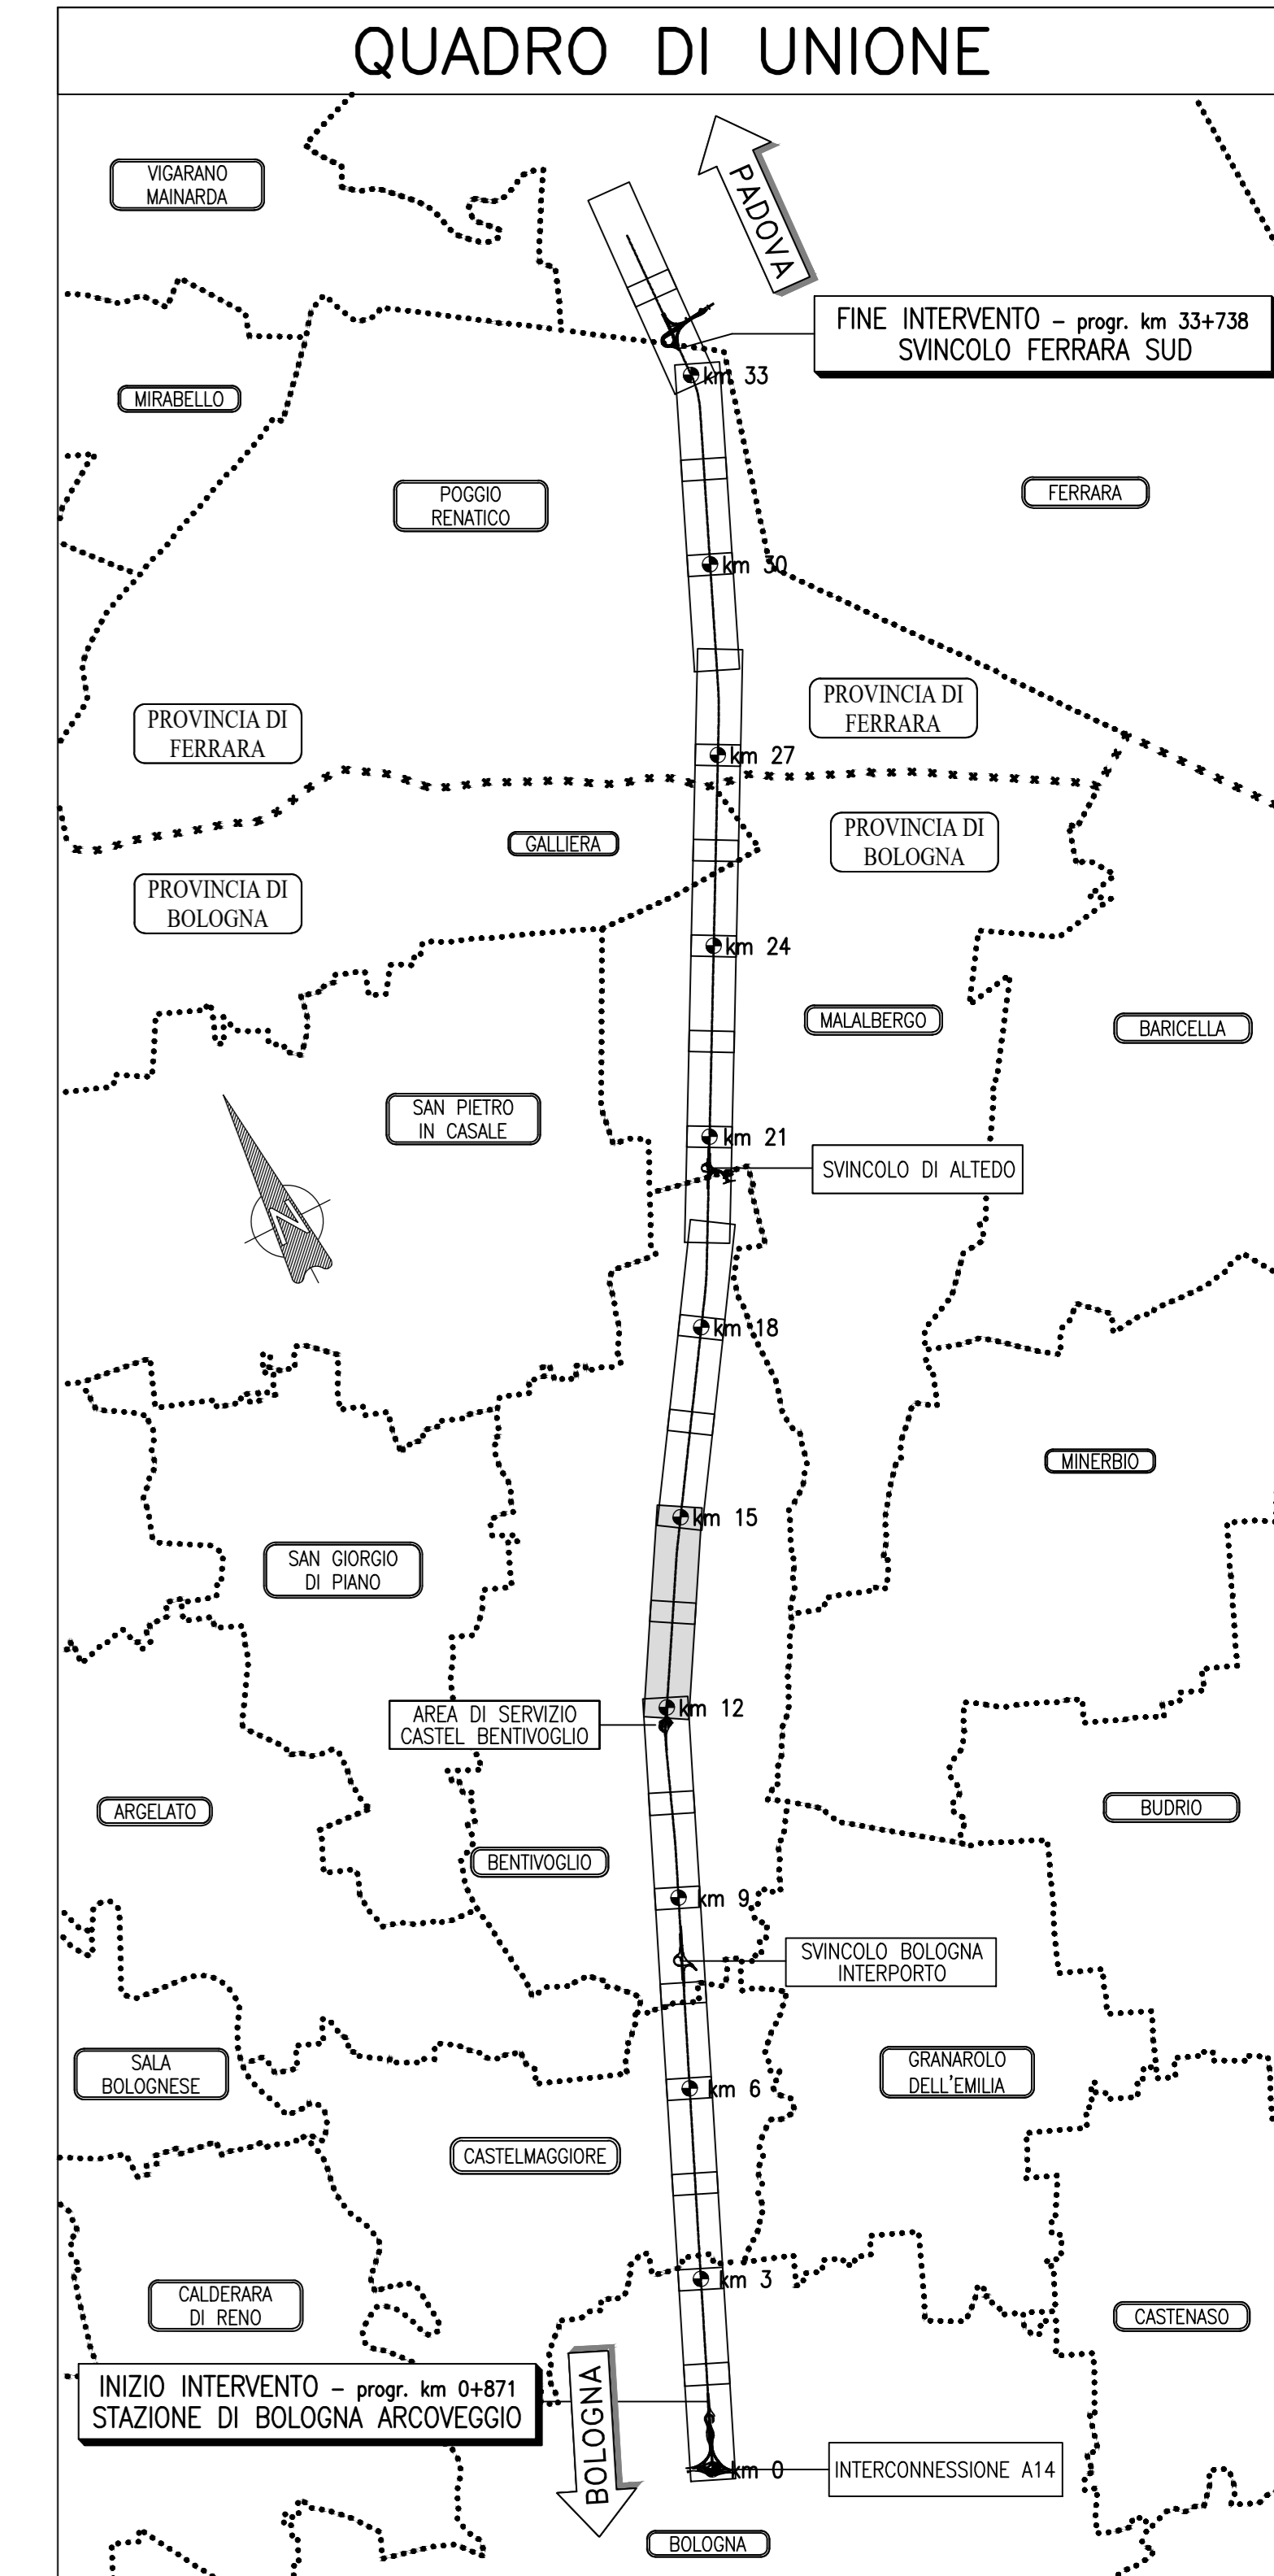 QUADRO DI UNIONE
VIGARANO
MAINARDA
PADOVA
FINE INTERVENTO – progr. km 33+738
SVINCOLO FERRARA SUD
km 33
MIRABELLO
POGGIO
RENATICO
FERRARA
km 30
PROVINCIA DI
FERRARA
PROVINCIA DI
FERRARA
km 27
GALLIERA
PROVINCIA DI
BOLOGNA
PROVINCIA DI
BOLOGNA
km 24
MALALBERGO
BARICELLA
SAN PIETRO
IN CASALE
km 21
SVINCOLO DI ALTEDO
N
km 18
MINERBIO
km 15
SAN GIORGIO
DI PIANO
km 12
AREA DI SERVIZIO
CASTEL BENTIVOGLIO
ARGELATO
BUDRIO
BENTIVOGLIO
km 9
SVINCOLO BOLOGNA
INTERPORTO
SALA
BOLOGNESE
GRANAROLO
DELL'EMILIA
km 6
CASTELMAGGIORE
km 3
CALDERARA
DI RENO
CASTENASO
INIZIO INTERVENTO – progr. km 0+871
STAZIONE DI BOLOGNA ARCOVEGGIO
BOLOGNA
km 0
INTERCONNESSIONE A14
BOLOGNA